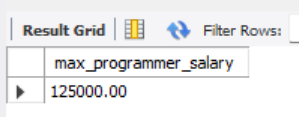 Result Grid Filter Rows:
max_programmer_salary
125000.00